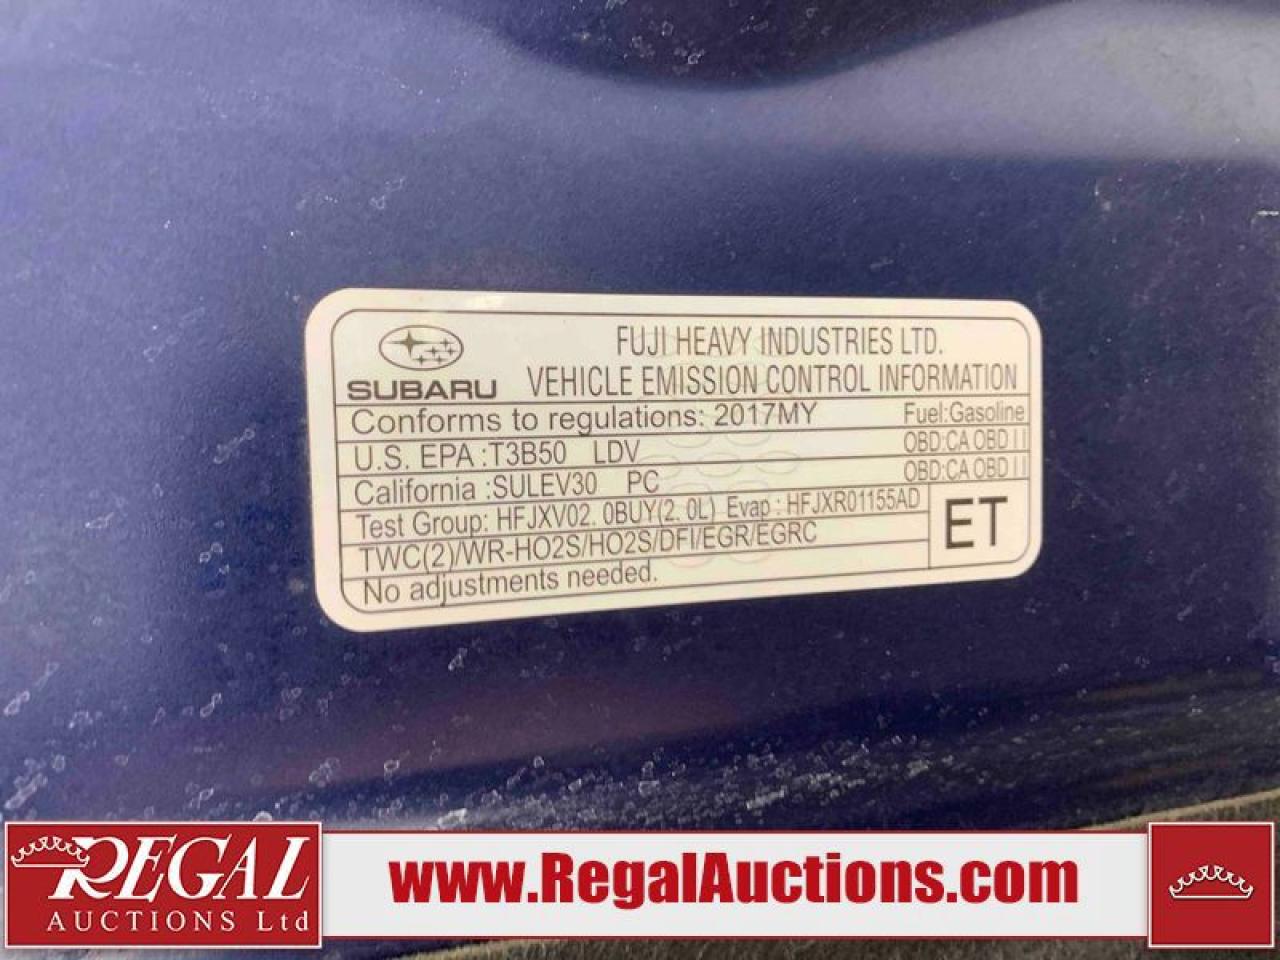 SUBARU
FUJI HEAVY INDUSTRIES LTD.
VEHICLE EMISSION CONTROL INFORMATION
Conforms to regulations: 2017MY Fuel:Gasoline
U.S. EPA :T3B50 LDV OBD:CA OBD II
California :SULEV30 PC OBD:CA OBD II
Test Group: HFJXV02. 0BUY(2. 0L) Evap : HFJXR01155AD
TWC(2)/WR-HO2S/HO2S/DFI/EGR/EGRC
No adjustments needed.
ET
REGAL
AUCTIONS Ltd
www.RegalAuctions.com